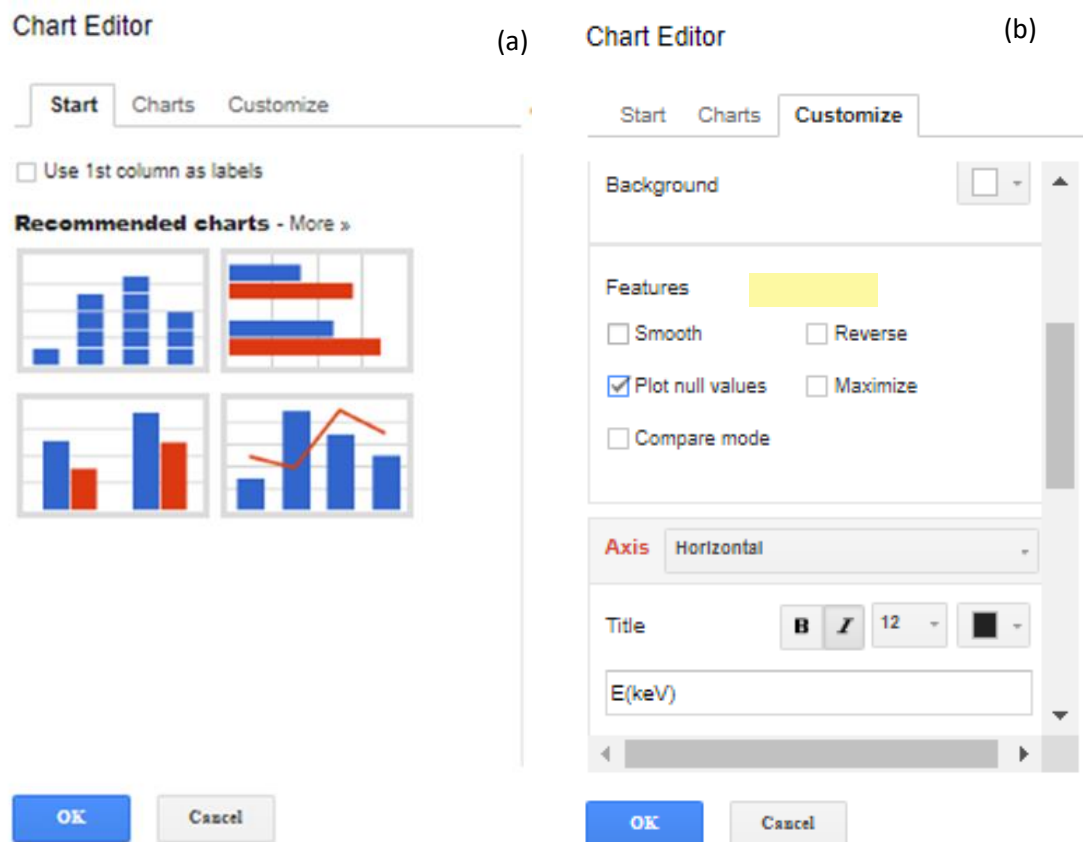 Chart Editor
(a)
Start Charts Customize
Use 1st column as labels
Recommended charts - More »
OK Cancel
Chart Editor
(b)
Start Charts Customize
Background
Features
Smooth Reverse
Plot null values Maximize
Compare mode
Axis Horizontal
Title B I 12
E(keV)
OK Cancel